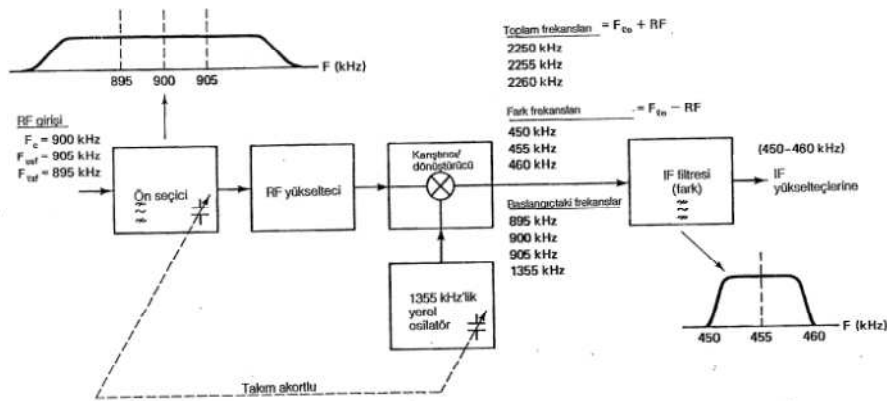 F (kHz)
895 900 905
RF girişi
F_c = 900 kHz
F_usf = 905 kHz
F_asf = 895 kHz
Ön seçici
RF yükselteci
Karıştırıcı/
dönüştürücü
1355 kHz'lik
yerel
osilatör
Takım akortlu
Toplam frekansları = F_ℓo + RF
2250 kHz
2255 kHz
2260 kHz
Fark frekansları = F_ℓo − RF
450 kHz
455 kHz
460 kHz
Başlangıçtaki frekanslar
895 kHz
900 kHz
905 kHz
1355 kHz
IF filtresi
(fark)
(450–460 kHz)
IF
yükselteçlerine
F (kHz)
450 455 460